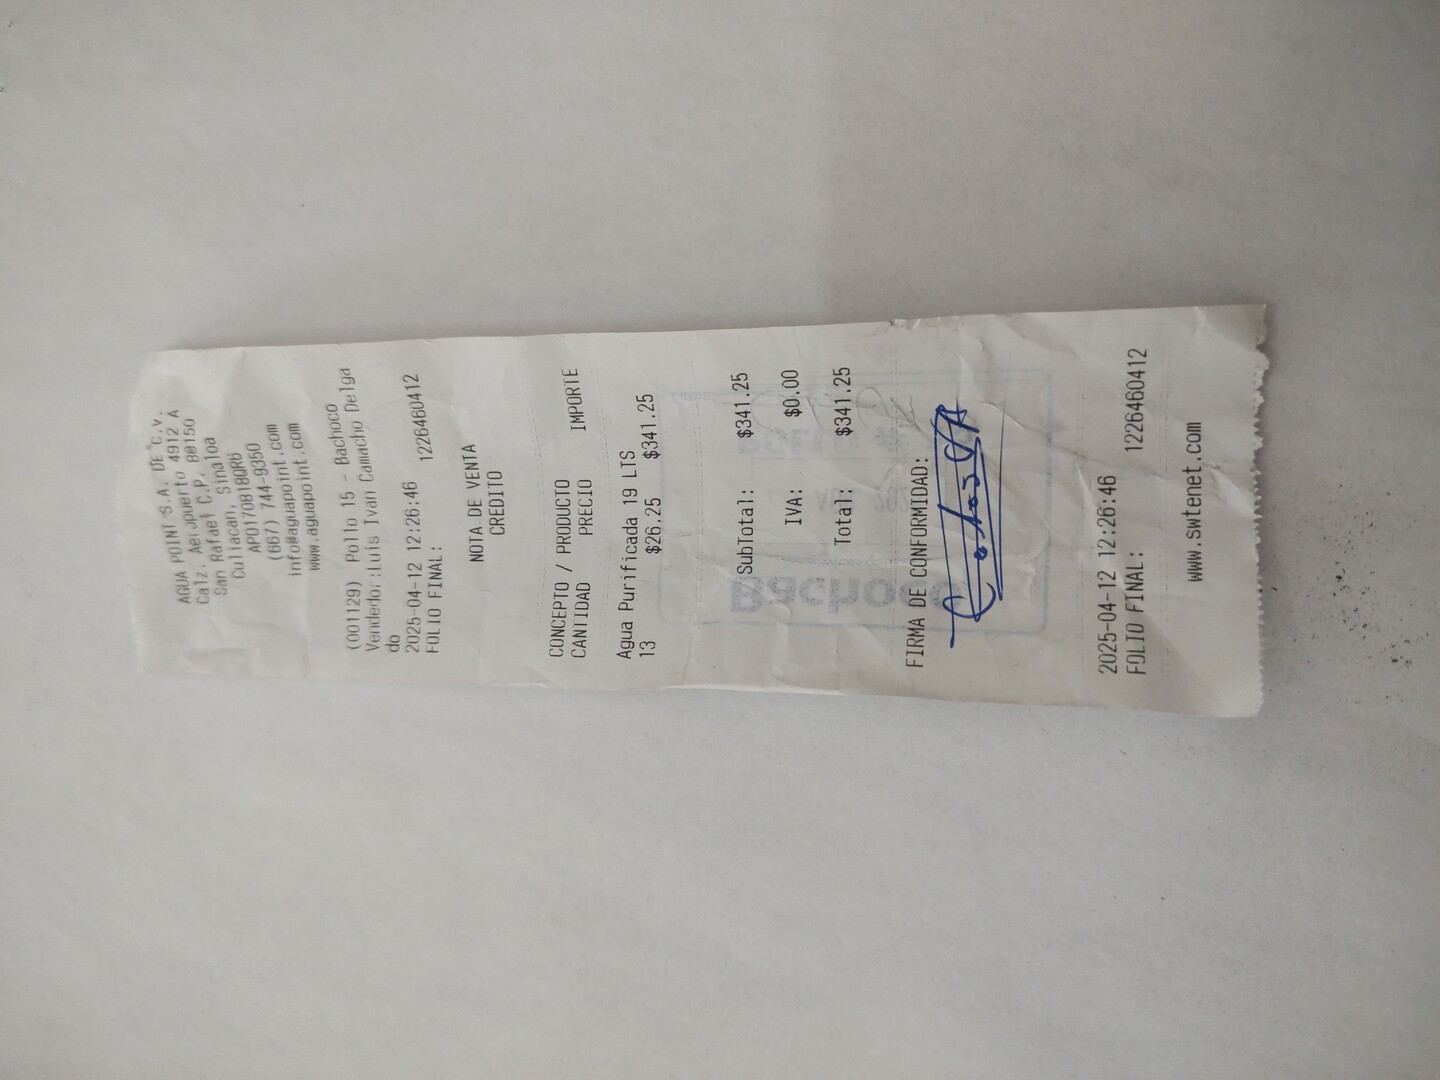 AGUA POINT S.A. DE C.V.
Calz. Aeropuerto 4912 A
San Rafael C.P. 80150
Culiacan, Sinaloa
APO170818QR6
(667) 744-9350
info@aguapoint.com
www.aguapoint.com
(001129) Pollo 15 - Bachoco
Vendedor:Luis Ivan Camacho Delga
do
2025-04-12 12:26:46
FOLIO FINAL: 1226460412
NOTA DE VENTA
CREDITO
CONCEPTO / PRODUCTO
CANTIDAD PRECIO IMPORTE
Agua Purificada 19 LTS
13 $26.25 $341.25
SubTotal: $341.25
IVA: $0.00
Total: $341.25
Bachoco
FIRMA DE CONFORMIDAD:
2025-04-12 12:26:46
FOLIO FINAL: 1226460412
www.swtenet.com